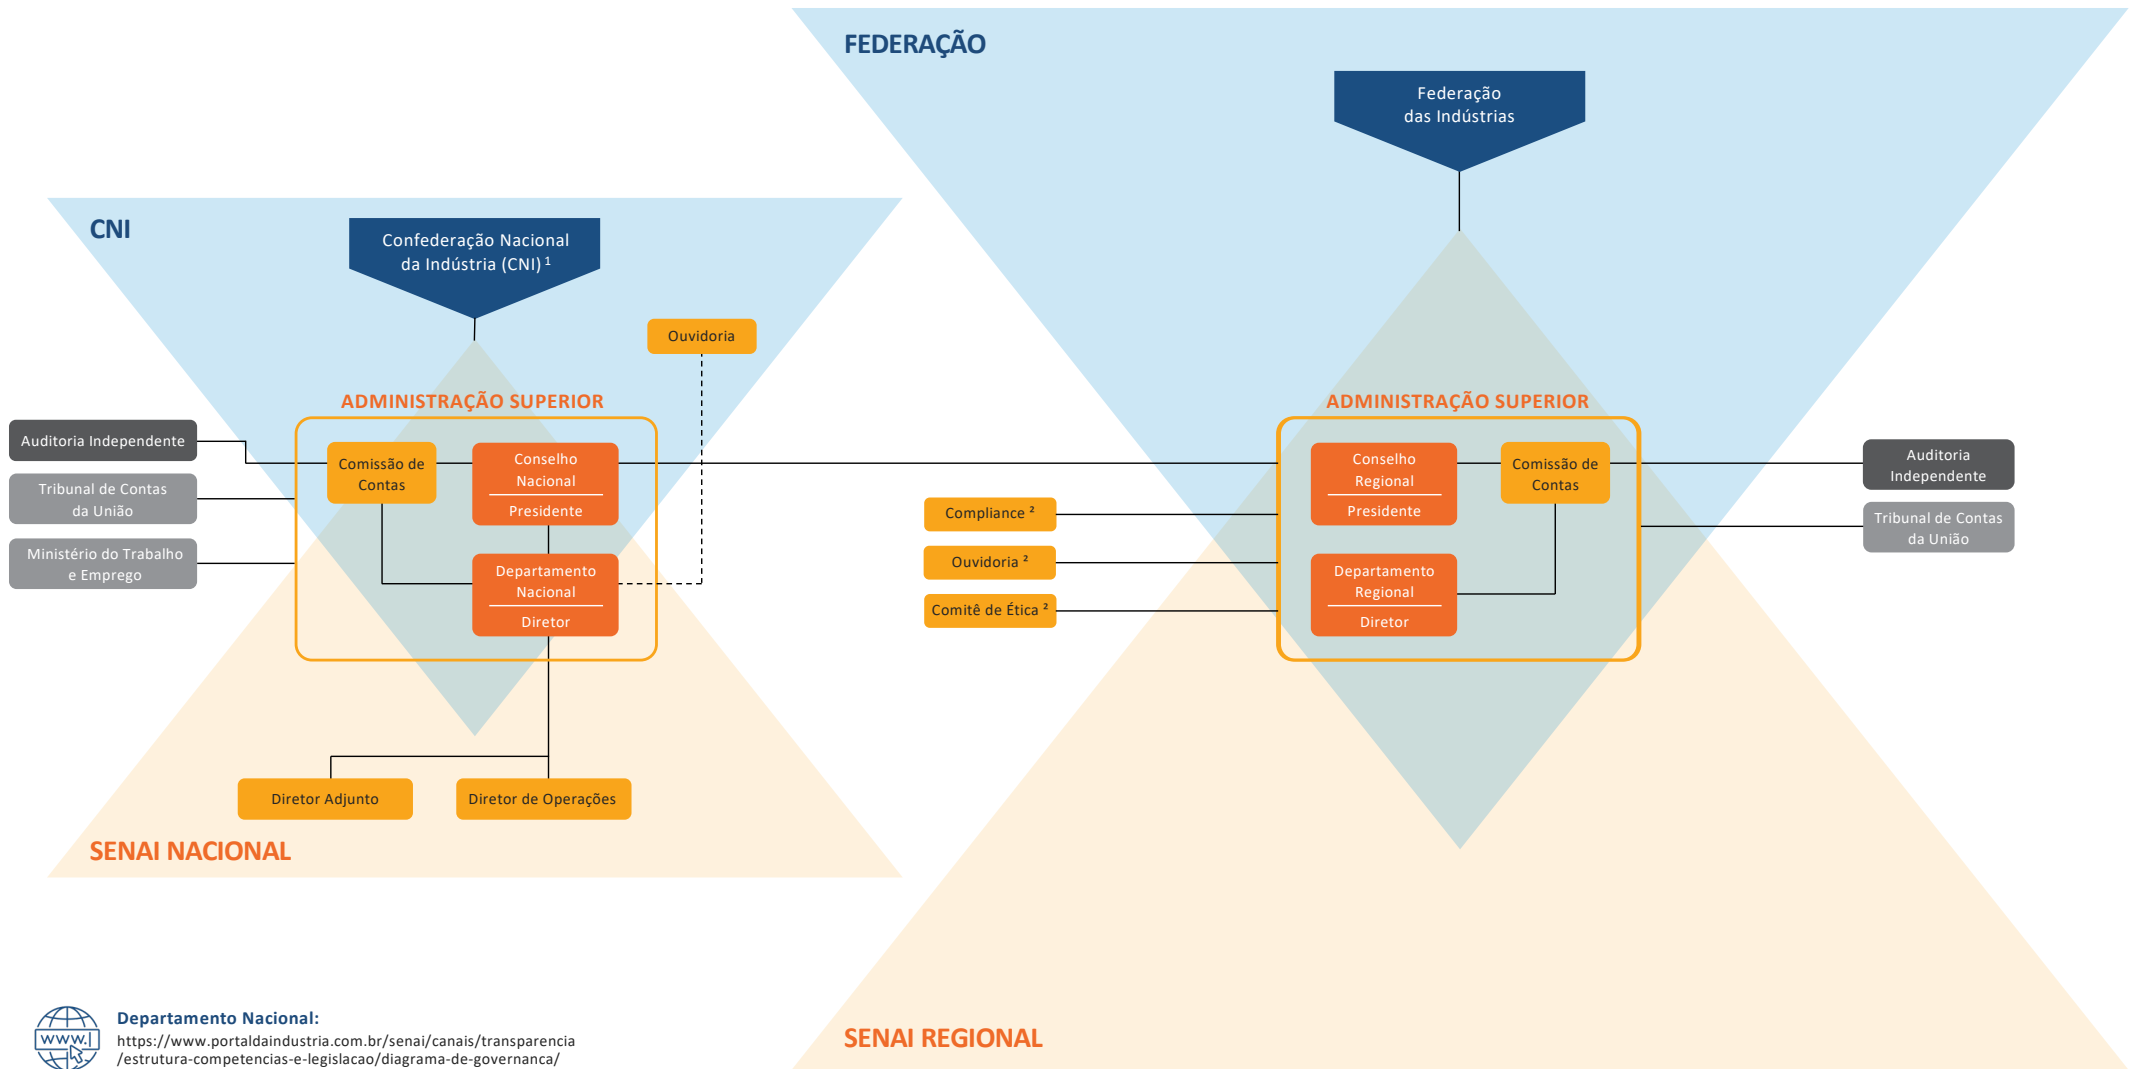 FEDERAÇÃO
Federação
das Indústrias
CNI
Confederação Nacional
da Indústria (CNI) ¹
Ouvidoria
ADMINISTRAÇÃO SUPERIOR
Auditoria Independente
Tribunal de Contas
da União
Ministério do Trabalho
e Emprego
Comissão de
Contas
Conselho
Nacional
Presidente
Departamento
Nacional
Diretor
Diretor Adjunto
Diretor de Operações
SENAI NACIONAL
ADMINISTRAÇÃO SUPERIOR
Compliance ²
Ouvidoria ²
Comitê de Ética ²
Conselho
Regional
Presidente
Comissão de
Contas
Departamento
Regional
Diretor
Auditoria
Independente
Tribunal de Contas
da União
SENAI REGIONAL
www.
Departamento Nacional:
https://www.portaldaindustria.com.br/senai/canais/transparencia
/estrutura-competencias-e-legislacao/diagrama-de-governanca/